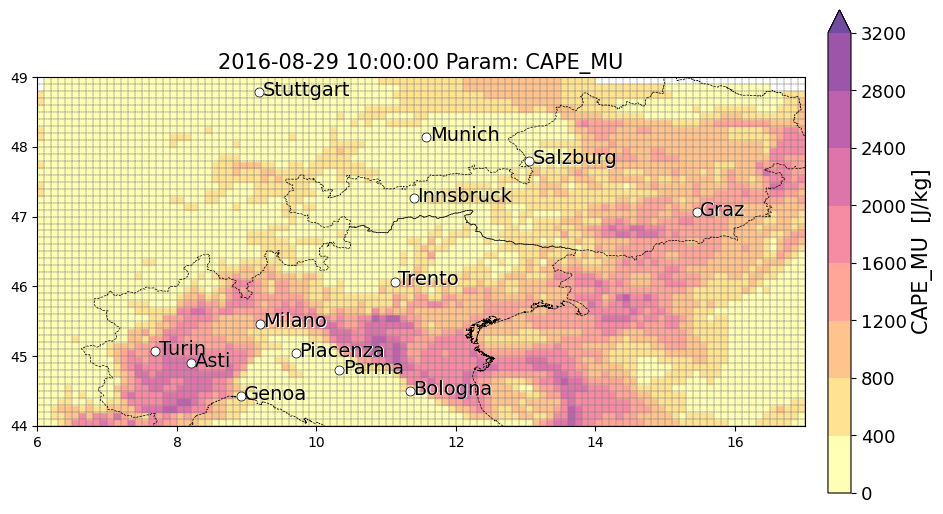 2016-08-29 10:00:00 Param: CAPE_MU
49
48
47
46
45
44
6
8
10
12
14
16
Stuttgart
Munich
Salzburg
Innsbruck
Graz
Trento
Milano
Turin
Piacenza
Asti
Parma
Bologna
Genoa
3200
2800
2400
2000
1600
1200
800
400
0
CAPE_MU [J/kg]